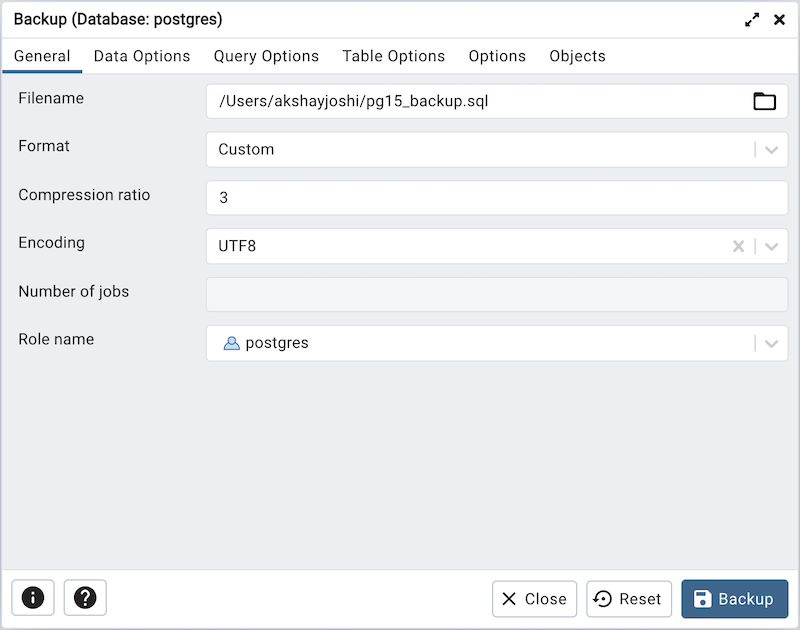 Backup (Database: postgres)
General Data Options Query Options Table Options Options Objects
Filename /Users/akshayjoshi/pg15_backup.sql
Format Custom
Compression ratio 3
Encoding UTF8
Number of jobs
Role name postgres
Close Reset Backup